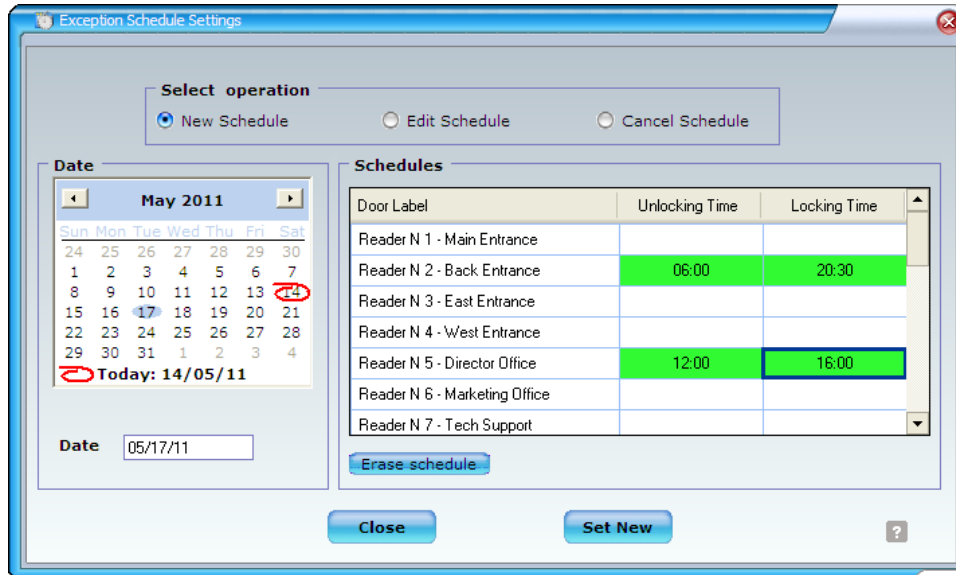 Exception Schedule Settings
Select operation
New Schedule Edit Schedule Cancel Schedule
Date
May 2011
Sun Mon Tue Wed Thu Fri Sat
24 25 26 27 28 29 30
1 2 3 4 5 6 7
8 9 10 11 12 13 14
15 16 17 18 19 20 21
22 23 24 25 26 27 28
29 30 31 1 2 3 4
Today: 14/05/11
Date 05/17/11
Schedules
Door Label Unlocking Time Locking Time
Reader N 1 - Main Entrance
Reader N 2 - Back Entrance 06:00 20:30
Reader N 3 - East Entrance
Reader N 4 - West Entrance
Reader N 5 - Director Office 12:00 16:00
Reader N 6 - Marketing Office
Reader N 7 - Tech Support
Erase schedule
Close Set New ?